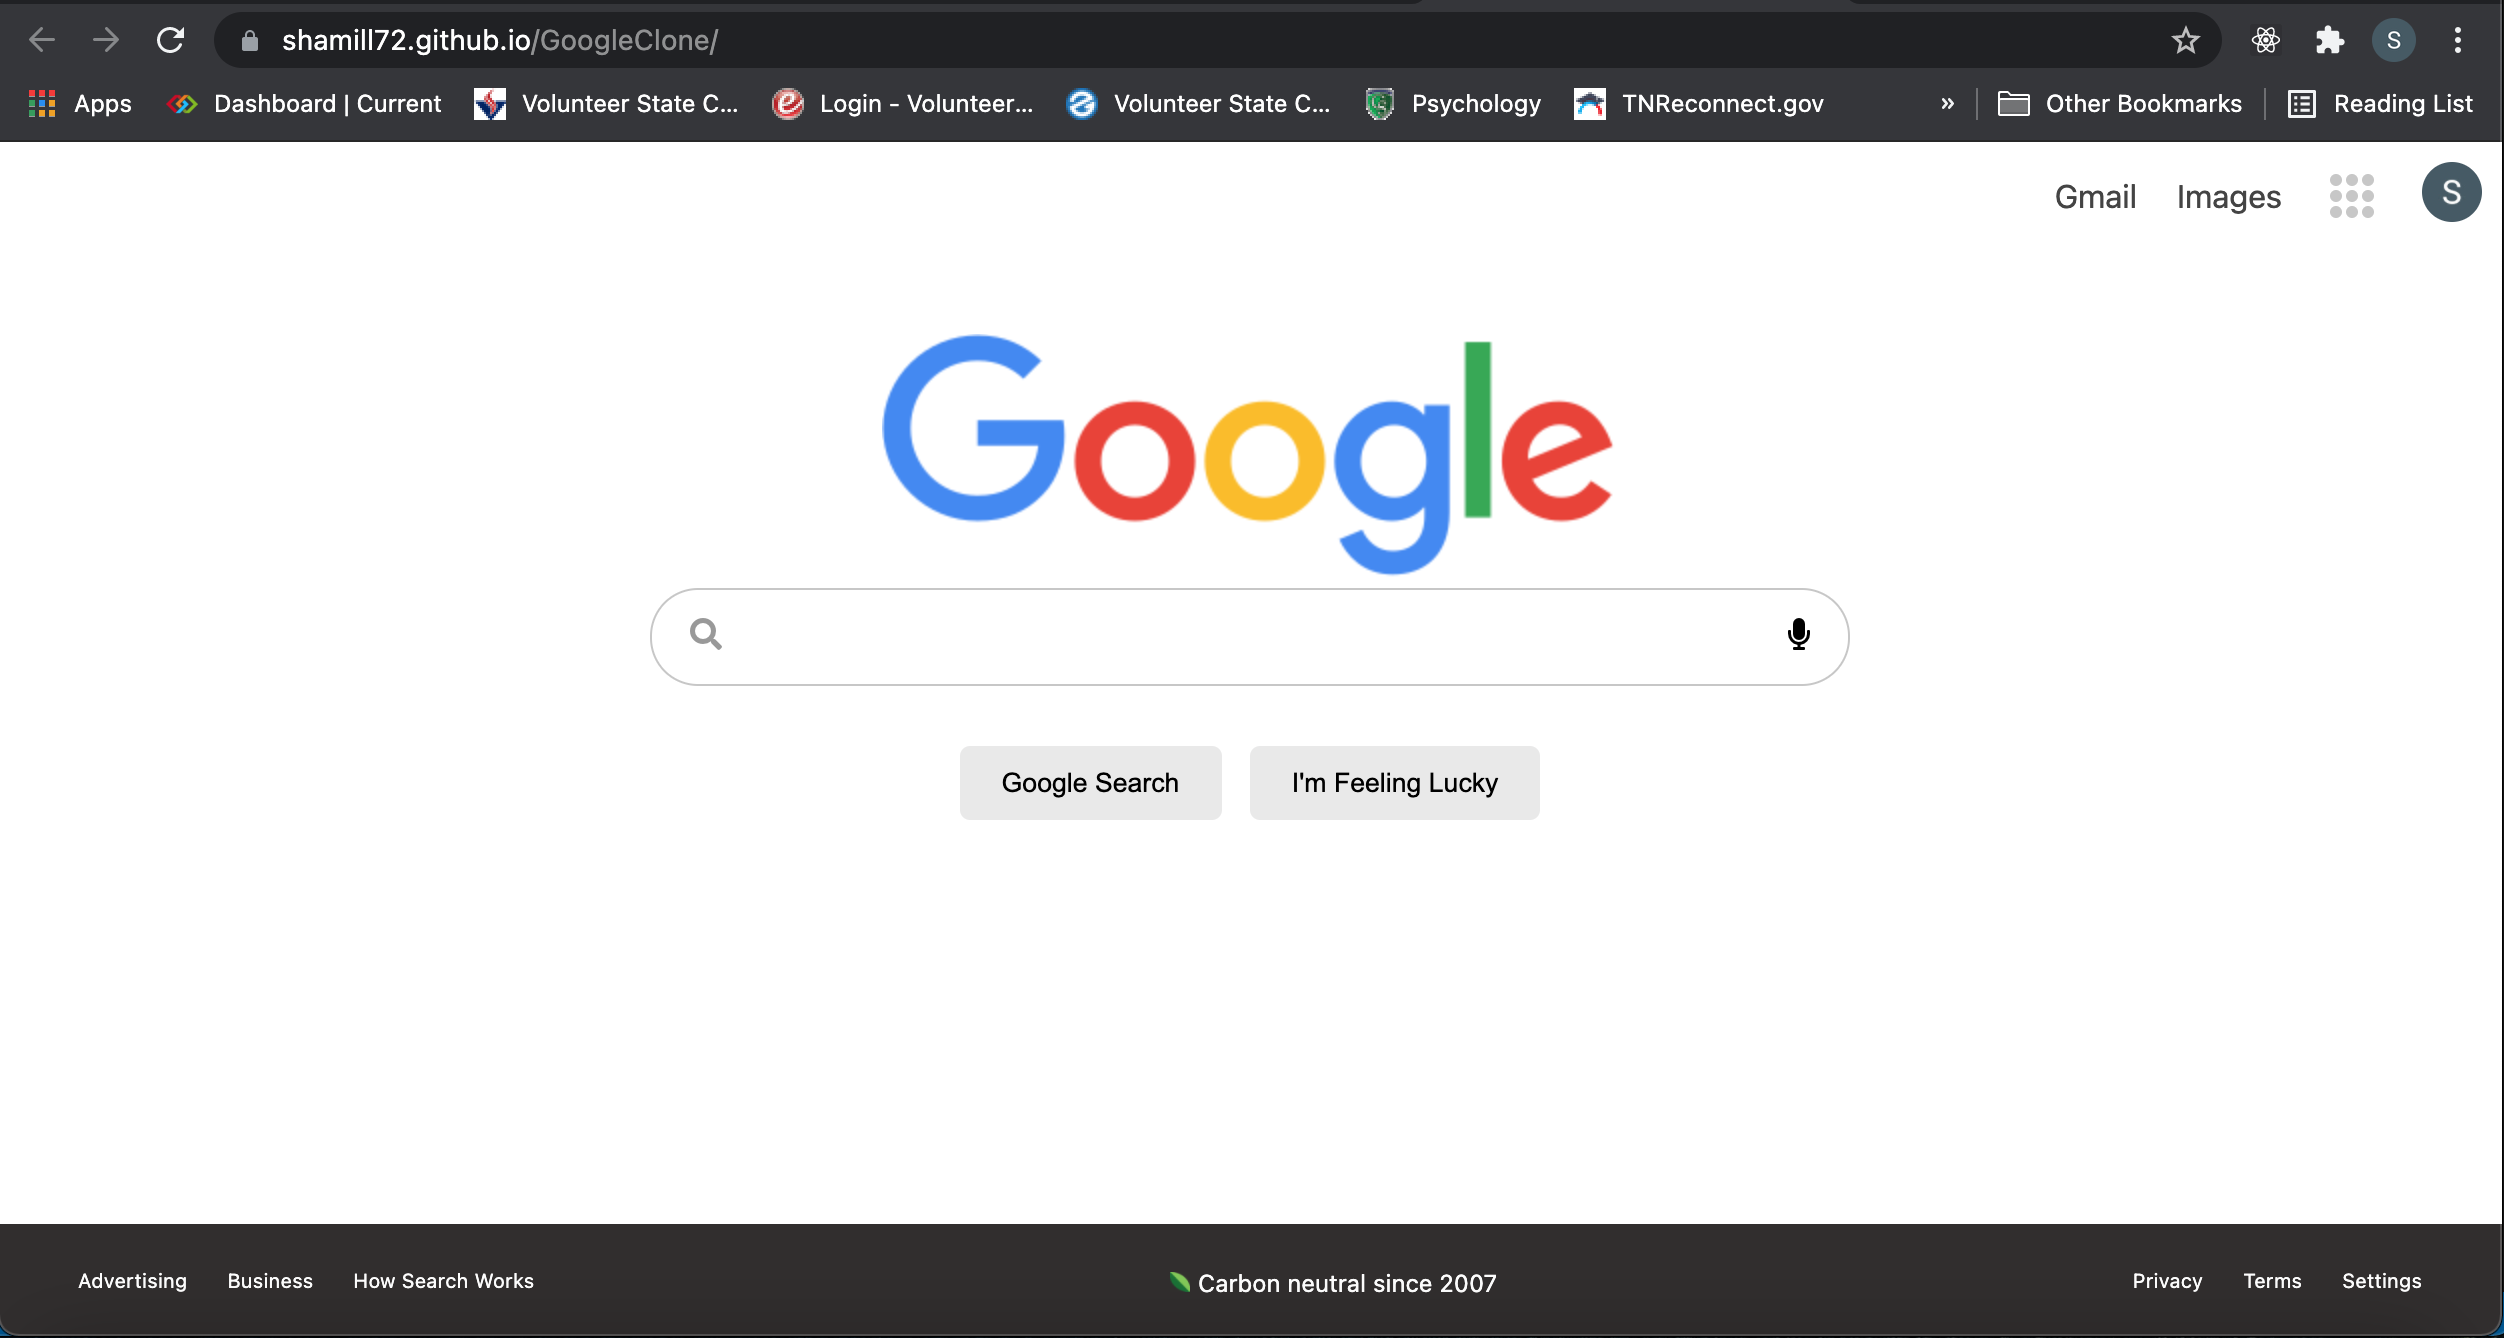 shamill72.github.io/GoogleClone/ S
Apps Dashboard | Current Volunteer State C... Login - Volunteer... Volunteer State C... Psychology TNReconnect.gov » Other Bookmarks Reading List
Gmail Images S
Google
Google Search I'm Feeling Lucky
Advertising Business How Search Works Carbon neutral since 2007 Privacy Terms Settings